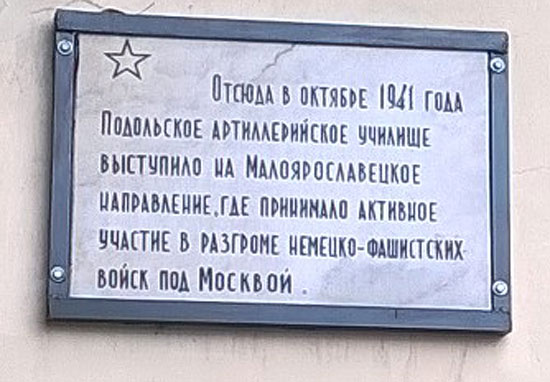 Отсюда в октябре 1941 года
Подольское артиллерийское училище
выступило на Малоярославецкое
направление, где принимало активное
участие в разгроме немецко-фашистских
войск под Москвой.